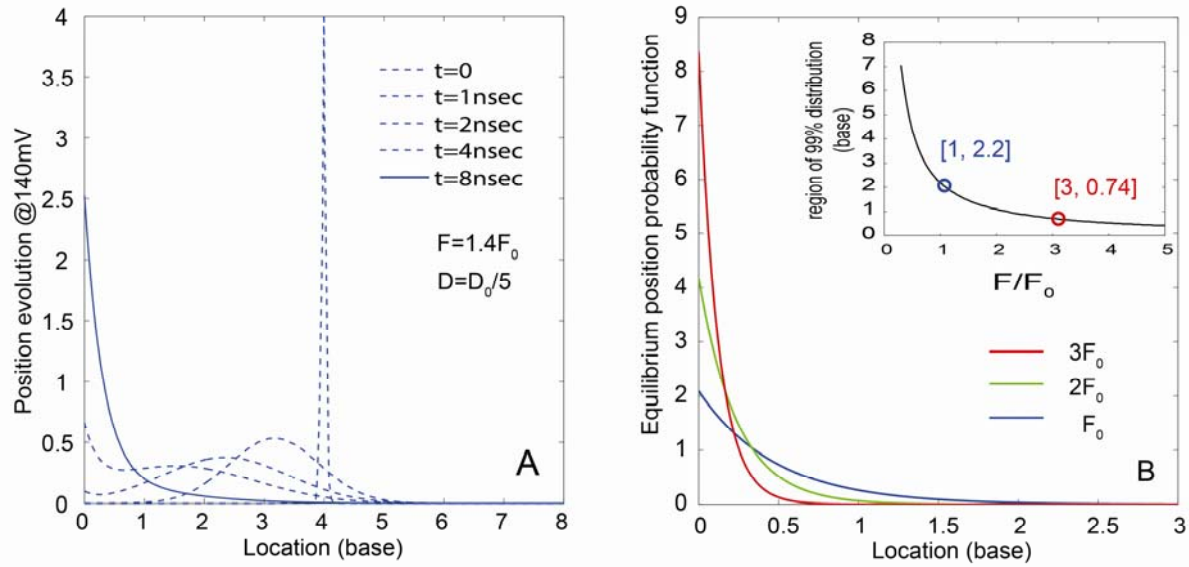 Position evolution @140mV
4
3.5
3
2.5
2
1.5
1
0.5
0
t=0
t=1nsec
t=2nsec
t=4nsec
t=8nsec
F=1.4F₀
D=D₀/5
A
0 1 2 3 4 5 6 7 8
Location (base)
Equilibrium position probability function
9
8
7
6
5
4
3
2
1
0
region of 99% distribution
(base)
8
7
6
5
4
3
2
1
0
[1, 2.2]
[3, 0.74]
0 1 2 3 4 5
F/Fₒ
3F₀
2F₀
F₀
B
0 0.5 1 1.5 2 2.5 3
Location (base)